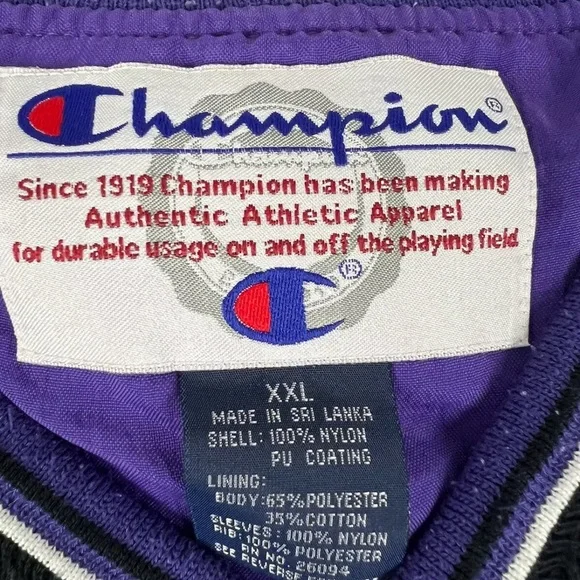 Champion®
Since 1919 Champion has been making
Authentic Athletic Apparel
for durable usage on and off the playing field
XXL
MADE IN SRI LANKA
SHELL: 100% NYLON
PU COATING
LINING:
BODY: 65% POLYESTER
35% COTTON
SLEEVES: 100% NYLON
RIB: 100% POLYESTER
RN NO. 26094
SEE REVERSE